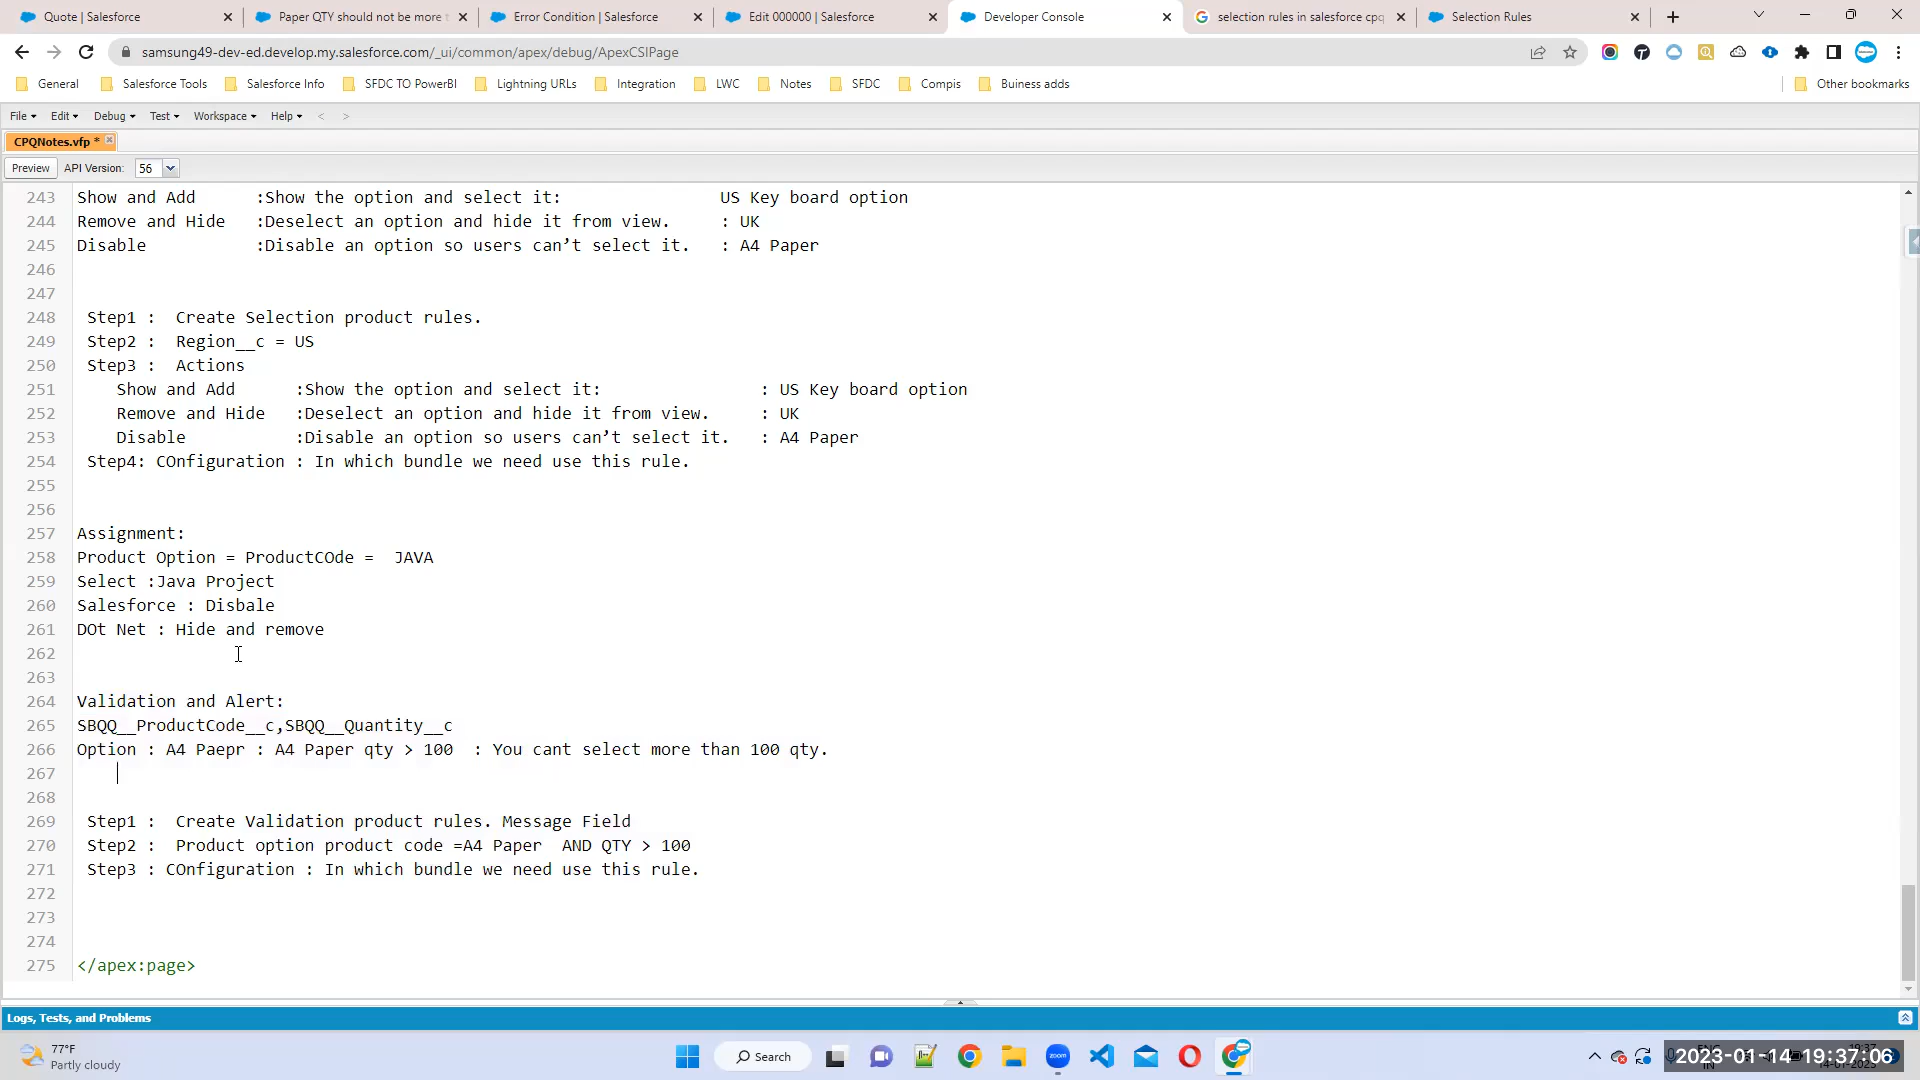 Quote | Salesforce
Paper QTY should not be more t
Error Condition | Salesforce
Edit 000000 | Salesforce
Developer Console
selection rules in salesforce cpq
Selection Rules
samsung49-dev-ed.develop.my.salesforce.com/_ui/common/apex/debug/ApexCSIPage
General Salesforce Tools Salesforce Info SFDC TO PowerBI Lightning URLs Integration LWC Notes SFDC Compis Buiness adds Other bookmarks
File Edit Debug Test Workspace Help < >
CPQNotes.vfp *
Preview API Version: 56
243 Show and Add :Show the option and select it: US Key board option
244 Remove and Hide :Deselect an option and hide it from view. : UK
245 Disable :Disable an option so users can’t select it. : A4 Paper
246
247
248 Step1 : Create Selection product rules.
249 Step2 : Region__c = US
250 Step3 : Actions
251 Show and Add :Show the option and select it: : US Key board option
252 Remove and Hide :Deselect an option and hide it from view. : UK
253 Disable :Disable an option so users can’t select it. : A4 Paper
254 Step4: COnfiguration : In which bundle we need use this rule.
255
256
257 Assignment:
258 Product Option = ProductCOde = JAVA
259 Select :Java Project
260 Salesforce : Disbale
261 DOt Net : Hide and remove
262
263
264 Validation and Alert:
265 SBQQ__ProductCode__c,SBQQ__Quantity__c
266 Option : A4 Paepr : A4 Paper qty > 100 : You cant select more than 100 qty.
267
268
269 Step1 : Create Validation product rules. Message Field
270 Step2 : Product option product code =A4 Paper AND QTY > 100
271 Step3 : COnfiguration : In which bundle we need use this rule.
272
273
274
275 </apex:page>
Logs, Tests, and Problems
77°F
Partly cloudy
Search
zoom
2023-01-14 19:37:06